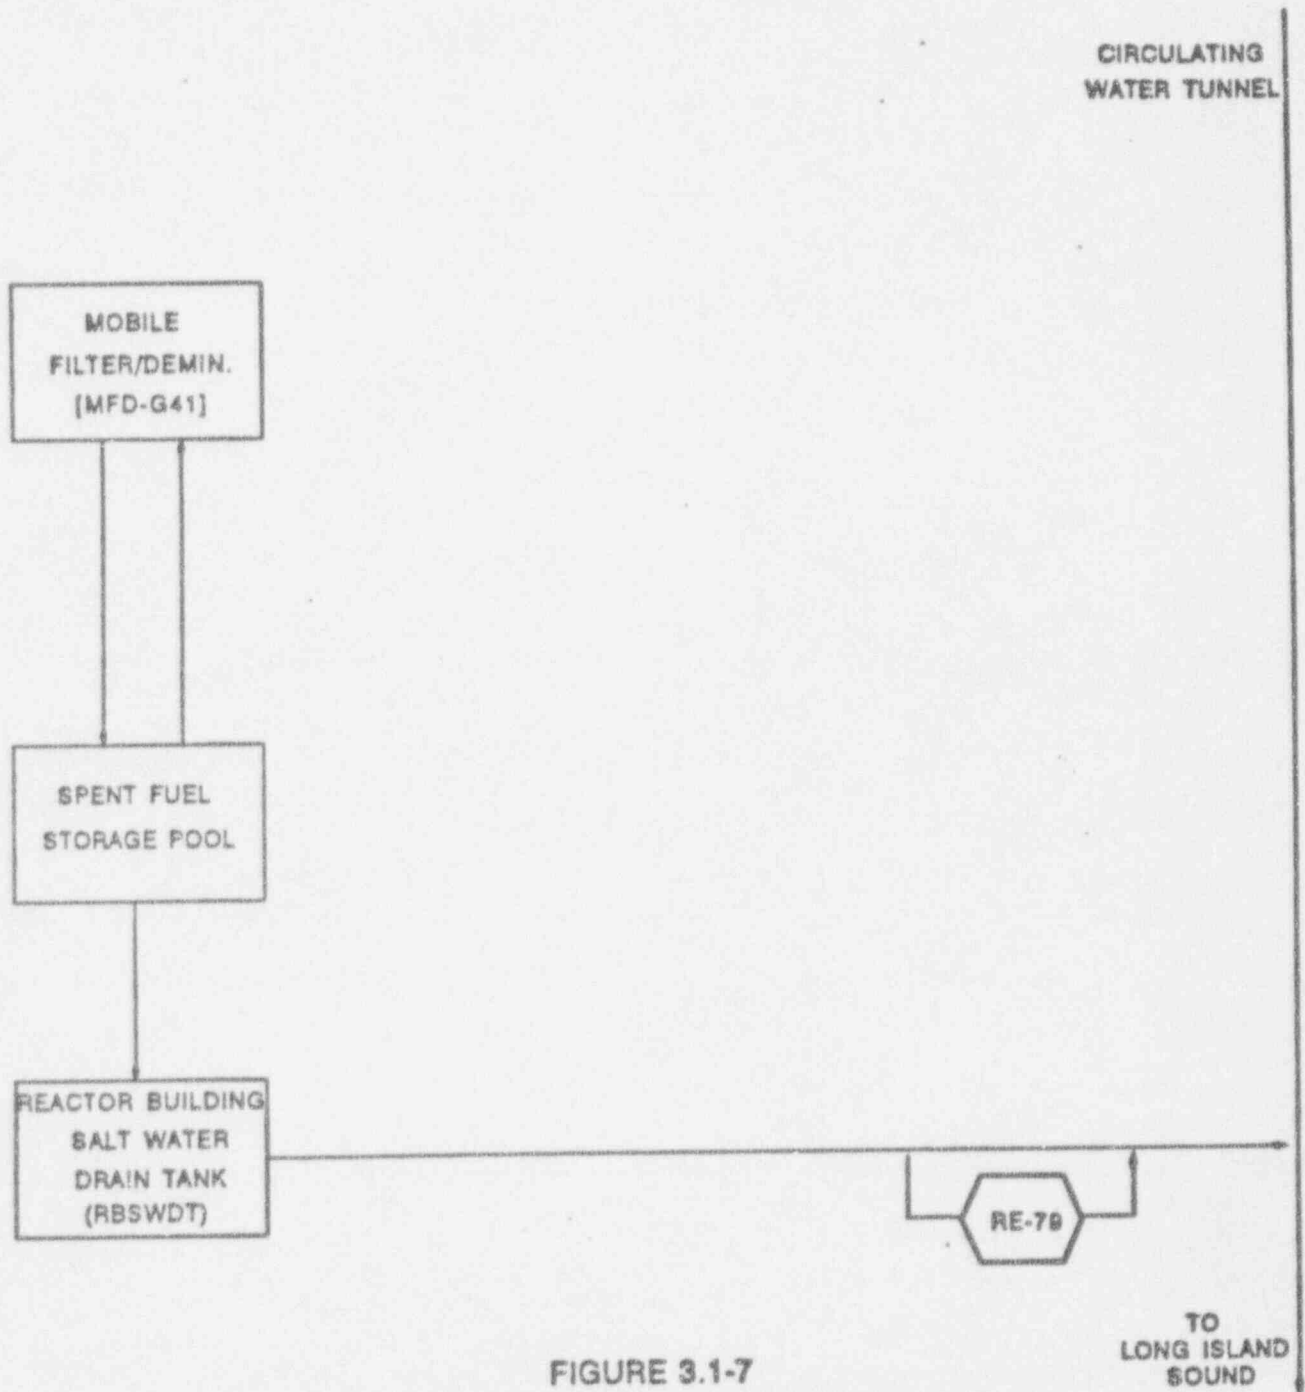 CIRCULATING
WATER TUNNEL
MOBILE
FILTER/DEMIN.
[MFD-G41]
SPENT FUEL
STORAGE POOL
REACTOR BUILDING
SALT WATER
DRAIN TANK
(RBSWDT)
RE-79
TO
LONG ISLAND
SOUND
FIGURE 3.1-7